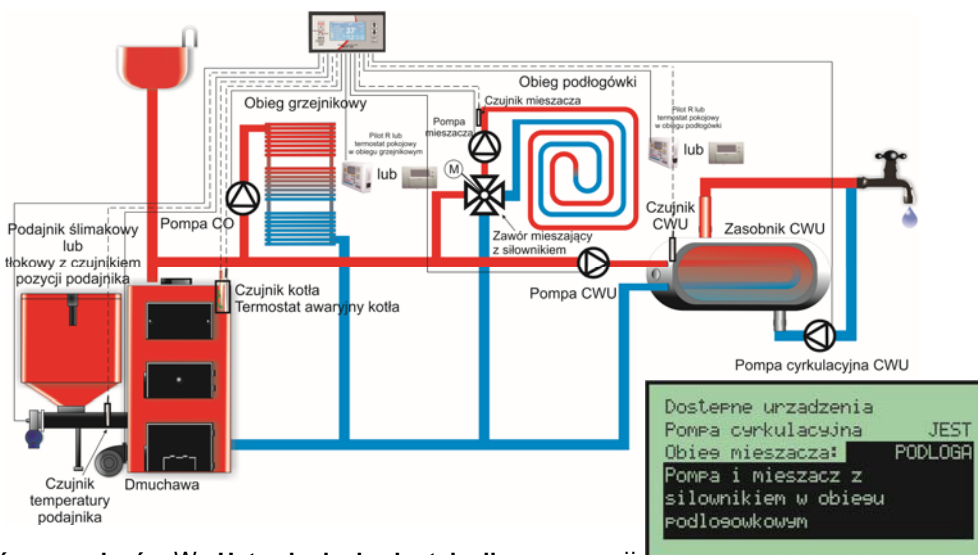 Obieg podłogówki
Czujnik mieszacza
Obieg grzejnikowy
Pompa
mieszacza
Pilot R lub
termostat pokojowy
w obiegu grzejnikowym
lub
Pilot R lub
termostat pokojowy
w obiegu podłogówki
lub
M
Pompa CO
Zawór mieszający
z siłownikiem
Czujnik
CWU
Zasobnik CWU
Podajnik ślimakowy
lub
tłokowy z czujnikiem
pozycji podajnika
Czujnik kotła
Termostat awaryjny kotła
Pompa CWU
Pompa cyrkulacyjna CWU
Czujnik
temperatury
podajnika
Dmuchawa
Dostepne urzadzenia
Pompa cyrkulacyjna JEST
Obieg mieszacza: PODLOGA
Pompa i mieszacz z
silownikiem w obiegu
podlogowkowym